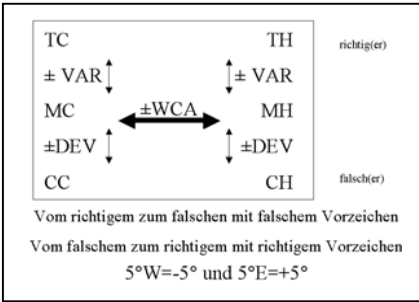 TC TH richtig(er)
± VAR ± VAR
MC ±WCA MH
±DEV ±DEV
CC CH falsch(er)
Vom richtigem zum falschen mit falschem Vorzeichen
Vom falschem zum richtigem mit richtigem Vorzeichen
5°W=-5° und 5°E=+5°